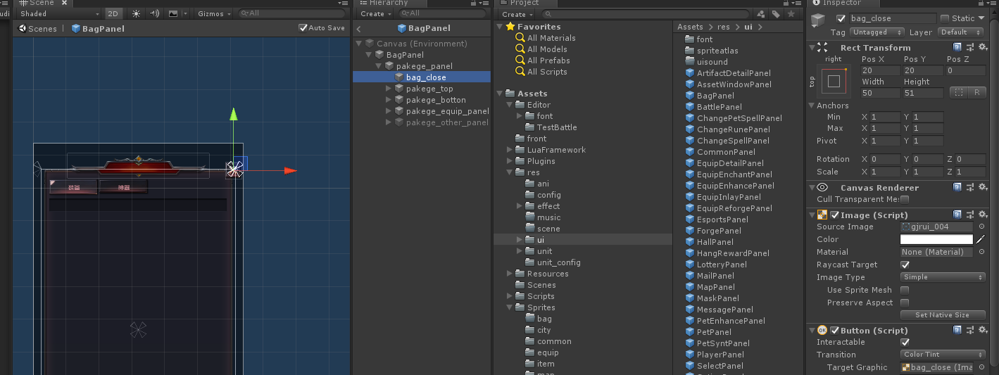 udi
Scene
Shaded
2D
Gizmos
All
Scenes
BagPanel
Auto Save
装备
神器
Hierarchy
Create
All
BagPanel
Canvas (Environment)
BagPanel
pakege_panel
bag_close
pakege_top
pakege_botton
pakege_equip_panel
pakege_other_panel
Project
Create
Favorites
All Materials
All Models
All Prefabs
All Scripts
Assets
Editor
font
TestBattle
front
LuaFramework
Plugins
res
ani
config
effect
music
scene
ui
unit
unit_config
Resources
Scenes
Scripts
Sprites
bag
city
common
equip
item
Assets › res › ui ›
font
spriteatlas
uisound
ArtifactDetailPanel
AssetWindowPanel
BagPanel
BattlePanel
ChangePetSpellPanel
ChangeRunePanel
ChangeSpellPanel
CommonPanel
EquipDetailPanel
EquipEnchantPanel
EquipEnhancePanel
EquipInlayPanel
EquipReforgePanel
EsportsPanel
ForgePanel
HallPanel
HangRewardPanel
LotteryPanel
MailPanel
MapPanel
MaskPanel
MessagePanel
PetEnhancePanel
PetPanel
PetSyntPanel
PlayerPanel
SelectPanel
Inspector
bag_close
Static
Tag Untagged Layer Default
Rect Transform
right
top
Pos X Pos Y Pos Z
20 20 0
Width Height
50 51
R
Anchors
Min X 1 Y 1
Max X 1 Y 1
Pivot X 1 Y 1
Rotation X 0 Y 0 Z 0
Scale X 1 Y 1 Z 1
Canvas Renderer
Cull Transparent Me
Image (Script)
Source Image gjrui_004
Color
Material None (Material)
Raycast Target
Image Type Simple
Use Sprite Mesh
Preserve Aspect
Set Native Size
OK Button (Script)
Interactable
Transition Color Tint
Target Graphic bag_close (Ima